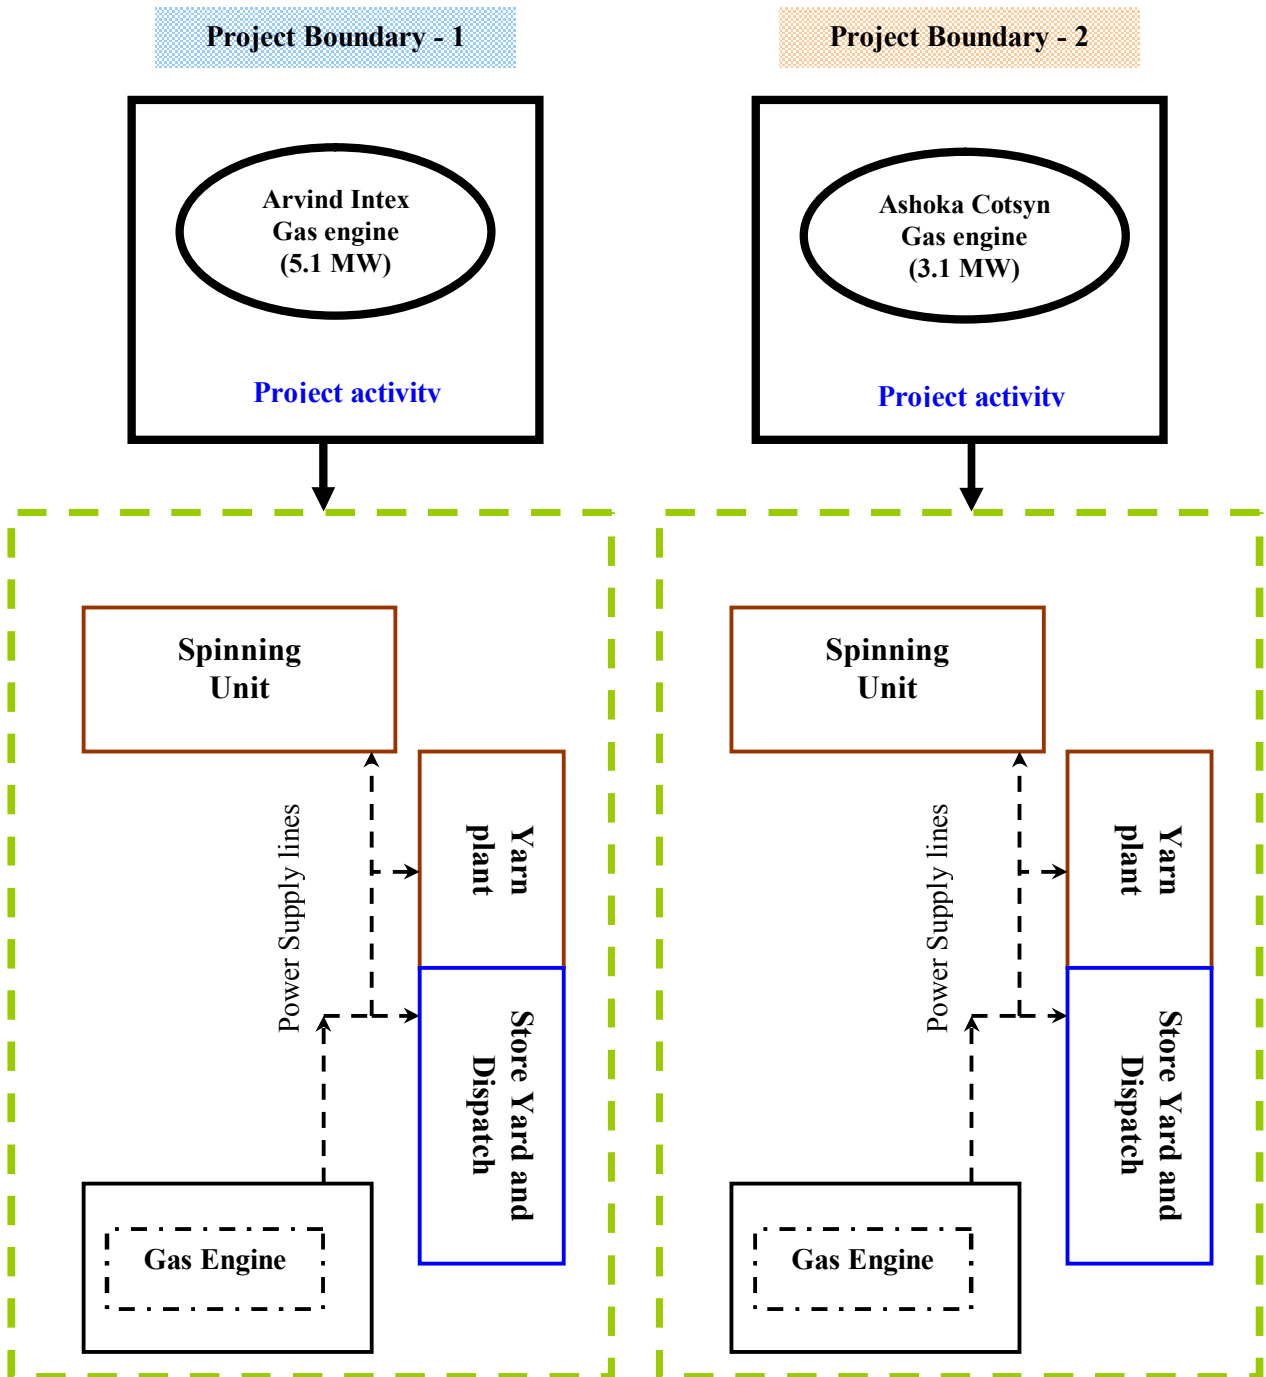 Project Boundary - 1
Project Boundary - 2
Arvind Intex
Gas engine
(5.1 MW)
Project activity
Ashoka Cotsyn
Gas engine
(3.1 MW)
Project activity
Spinning
Unit
Power Supply lines
Yarn
plant
Store Yard and
Dispatch
Gas Engine
Spinning
Unit
Power Supply lines
Yarn
plant
Store Yard and
Dispatch
Gas Engine